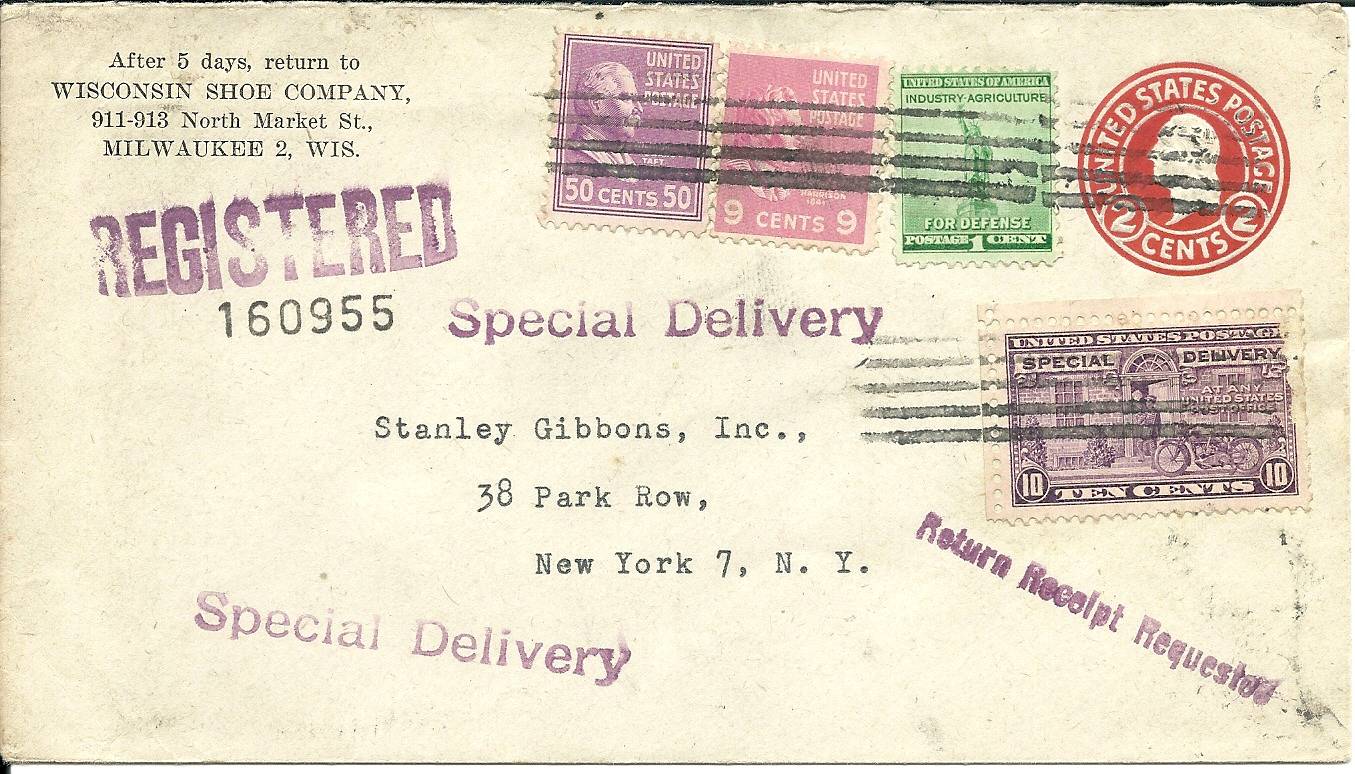 After 5 days, return to
WISCONSIN SHOE COMPANY,
911-913 North Market St.,
MILWAUKEE 2, WIS.
REGISTERED
160955
UNITED
STATES
POSTAGE
TAFT
50 CENTS 50
UNITED
STATES
POSTAGE
HARRISON
1841
9 CENTS 9
UNITED STATES OF AMERICA
INDUSTRY·AGRICULTURE
FOR DEFENSE
POSTAGE 1 CENT
UNITED STATES POSTAGE
2 CENTS 2
Special Delivery
UNITED STATES POSTAGE
SPECIAL DELIVERY
AT ANY
UNITED STATES
POST OFFICE
10 TEN CENTS 10
Stanley Gibbons, Inc.,
38 Park Row,
New York 7, N. Y.
Return Receipt Requested
Special Delivery